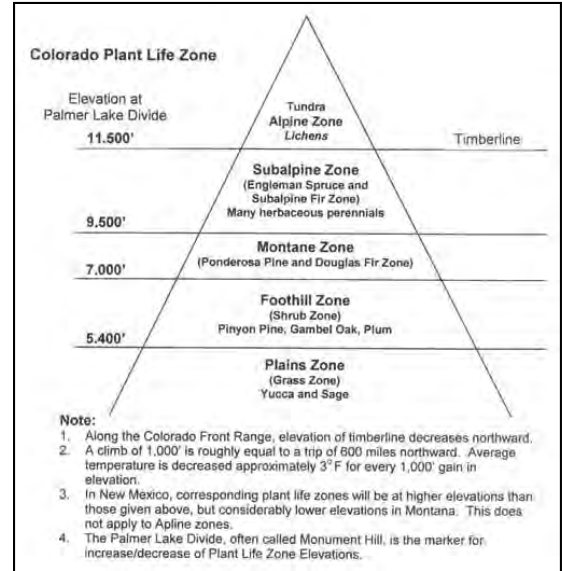 Colorado Plant Life Zone
Elevation at
Palmer Lake Divide
Tundra
Alpine Zone
Lichens
11.500'
Timberline
Subalpine Zone
(Engleman Spruce and
Subalpine Fir Zone)
Many herbaceous perennials
9.500'
Montane Zone
(Ponderosa Pine and Douglas Fir Zone)
7.000'
Foothill Zone
(Shrub Zone)
Pinyon Pine, Gambel Oak, Plum
5.400'
Plains Zone
(Grass Zone)
Yucca and Sage
Note:
1. Along the Colorado Front Range, elevation of timberline decreases northward.
2. A climb of 1,000' is roughly equal to a trip of 600 miles northward. Average
temperature is decreased approximately 3°F for every 1,000' gain in
elevation.
3. In New Mexico, corresponding plant life zones will be at higher elevations than
those given above, but considerably lower elevations in Montana. This does
not apply to Apline zones.
4. The Palmer Lake Divide, often called Monument Hill, is the marker for
increase/decrease of Plant Life Zone Elevations.